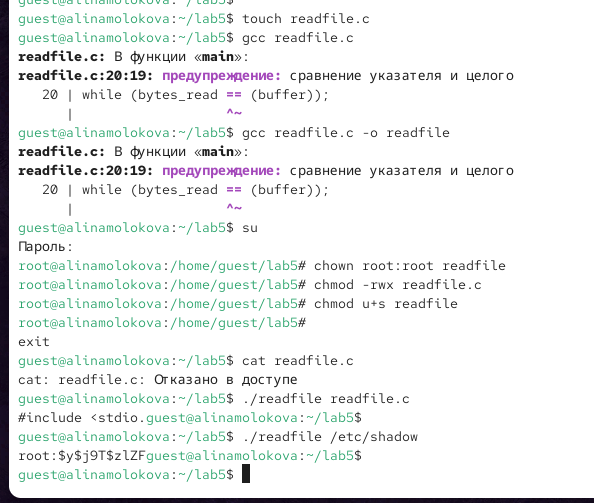 guest@alinamolokova:~/lab5$ touch readfile.c
guest@alinamolokova:~/lab5$ gcc readfile.c
readfile.c: В функции «main»:
readfile.c:20:19: предупреждение: сравнение указателя и целого
   20 | while (bytes_read == (buffer));
      |                   ^~
guest@alinamolokova:~/lab5$ gcc readfile.c -o readfile
readfile.c: В функции «main»:
readfile.c:20:19: предупреждение: сравнение указателя и целого
   20 | while (bytes_read == (buffer));
      |                   ^~
guest@alinamolokova:~/lab5$ su
Пароль:
root@alinamolokova:/home/guest/lab5# chown root:root readfile
root@alinamolokova:/home/guest/lab5# chmod -rwx readfile.c
root@alinamolokova:/home/guest/lab5# chmod u+s readfile
root@alinamolokova:/home/guest/lab5#
exit
guest@alinamolokova:~/lab5$ cat readfile.c
cat: readfile.c: Отказано в доступе
guest@alinamolokova:~/lab5$ ./readfile readfile.c
#include <stdio.guest@alinamolokova:~/lab5$
guest@alinamolokova:~/lab5$ ./readfile /etc/shadow
root:$y$j9T$zlZFguest@alinamolokova:~/lab5$
guest@alinamolokova:~/lab5$